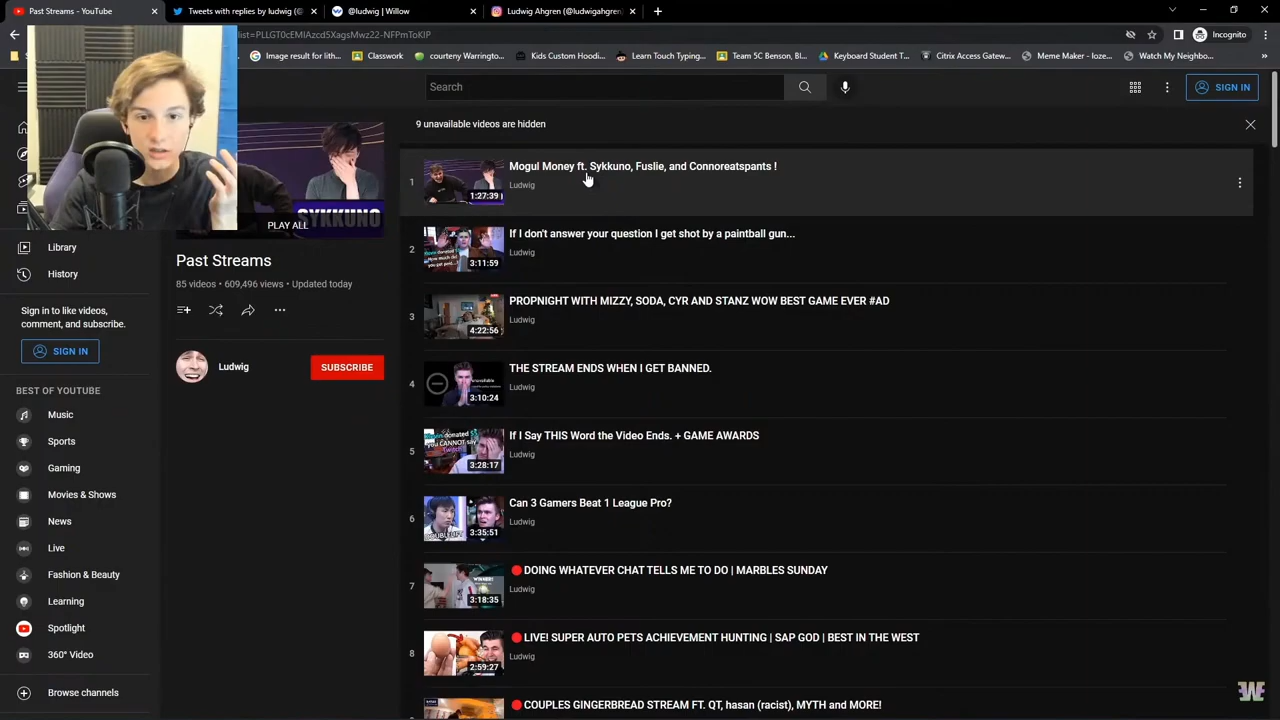 Past Streams - YouTube
Tweets with replies by ludwig (@
@ludwig | Willow
Ludwig Ahgren (@ludwigahgren)
list=PLLGT0cEMIAzcd5XagsMwz22-NFPmToKIP
Incognito
Image result for lith...
Classwork
courtney Warringto...
Kids Custom Hoodi...
Learn Touch Typing...
Team 5C Beeson, Bl...
Keyboard Student T...
Citrix Access Gatew...
Meme Maker - loze...
Watch My Neighbo...
Search
SIGN IN
9 unavailable videos are hidden
PLAY ALL
SYKKUNO
Library
History
Sign in to like videos,
comment, and subscribe.
SIGN IN
BEST OF YOUTUBE
Music
Sports
Gaming
Movies & Shows
News
Live
Fashion & Beauty
Learning
Spotlight
360° Video
Browse channels
Past Streams
85 videos • 609,496 views • Updated today
Ludwig
SUBSCRIBE
1
1:27:39
Mogul Money ft. Sykkuno, Fuslie, and Connoreatspants !
Ludwig
2
3:11:59
If I don't answer your question I get shot by a paintball gun...
Ludwig
3
4:22:56
PROPNIGHT WITH MIZZY, SODA, CYR AND STANZ WOW BEST GAME EVER #AD
Ludwig
4
3:10:24
THE STREAM ENDS WHEN I GET BANNED.
Ludwig
5
3:28:17
If I Say THIS Word the Video Ends. + GAME AWARDS
Ludwig
6
3:35:51
Can 3 Gamers Beat 1 League Pro?
Ludwig
7
3:18:35
DOING WHATEVER CHAT TELLS ME TO DO | MARBLES SUNDAY
Ludwig
8
2:59:27
LIVE! SUPER AUTO PETS ACHIEVEMENT HUNTING | SAP GOD | BEST IN THE WEST
Ludwig
COUPLES GINGERBREAD STREAM FT. QT, hasan (racist), MYTH and MORE!